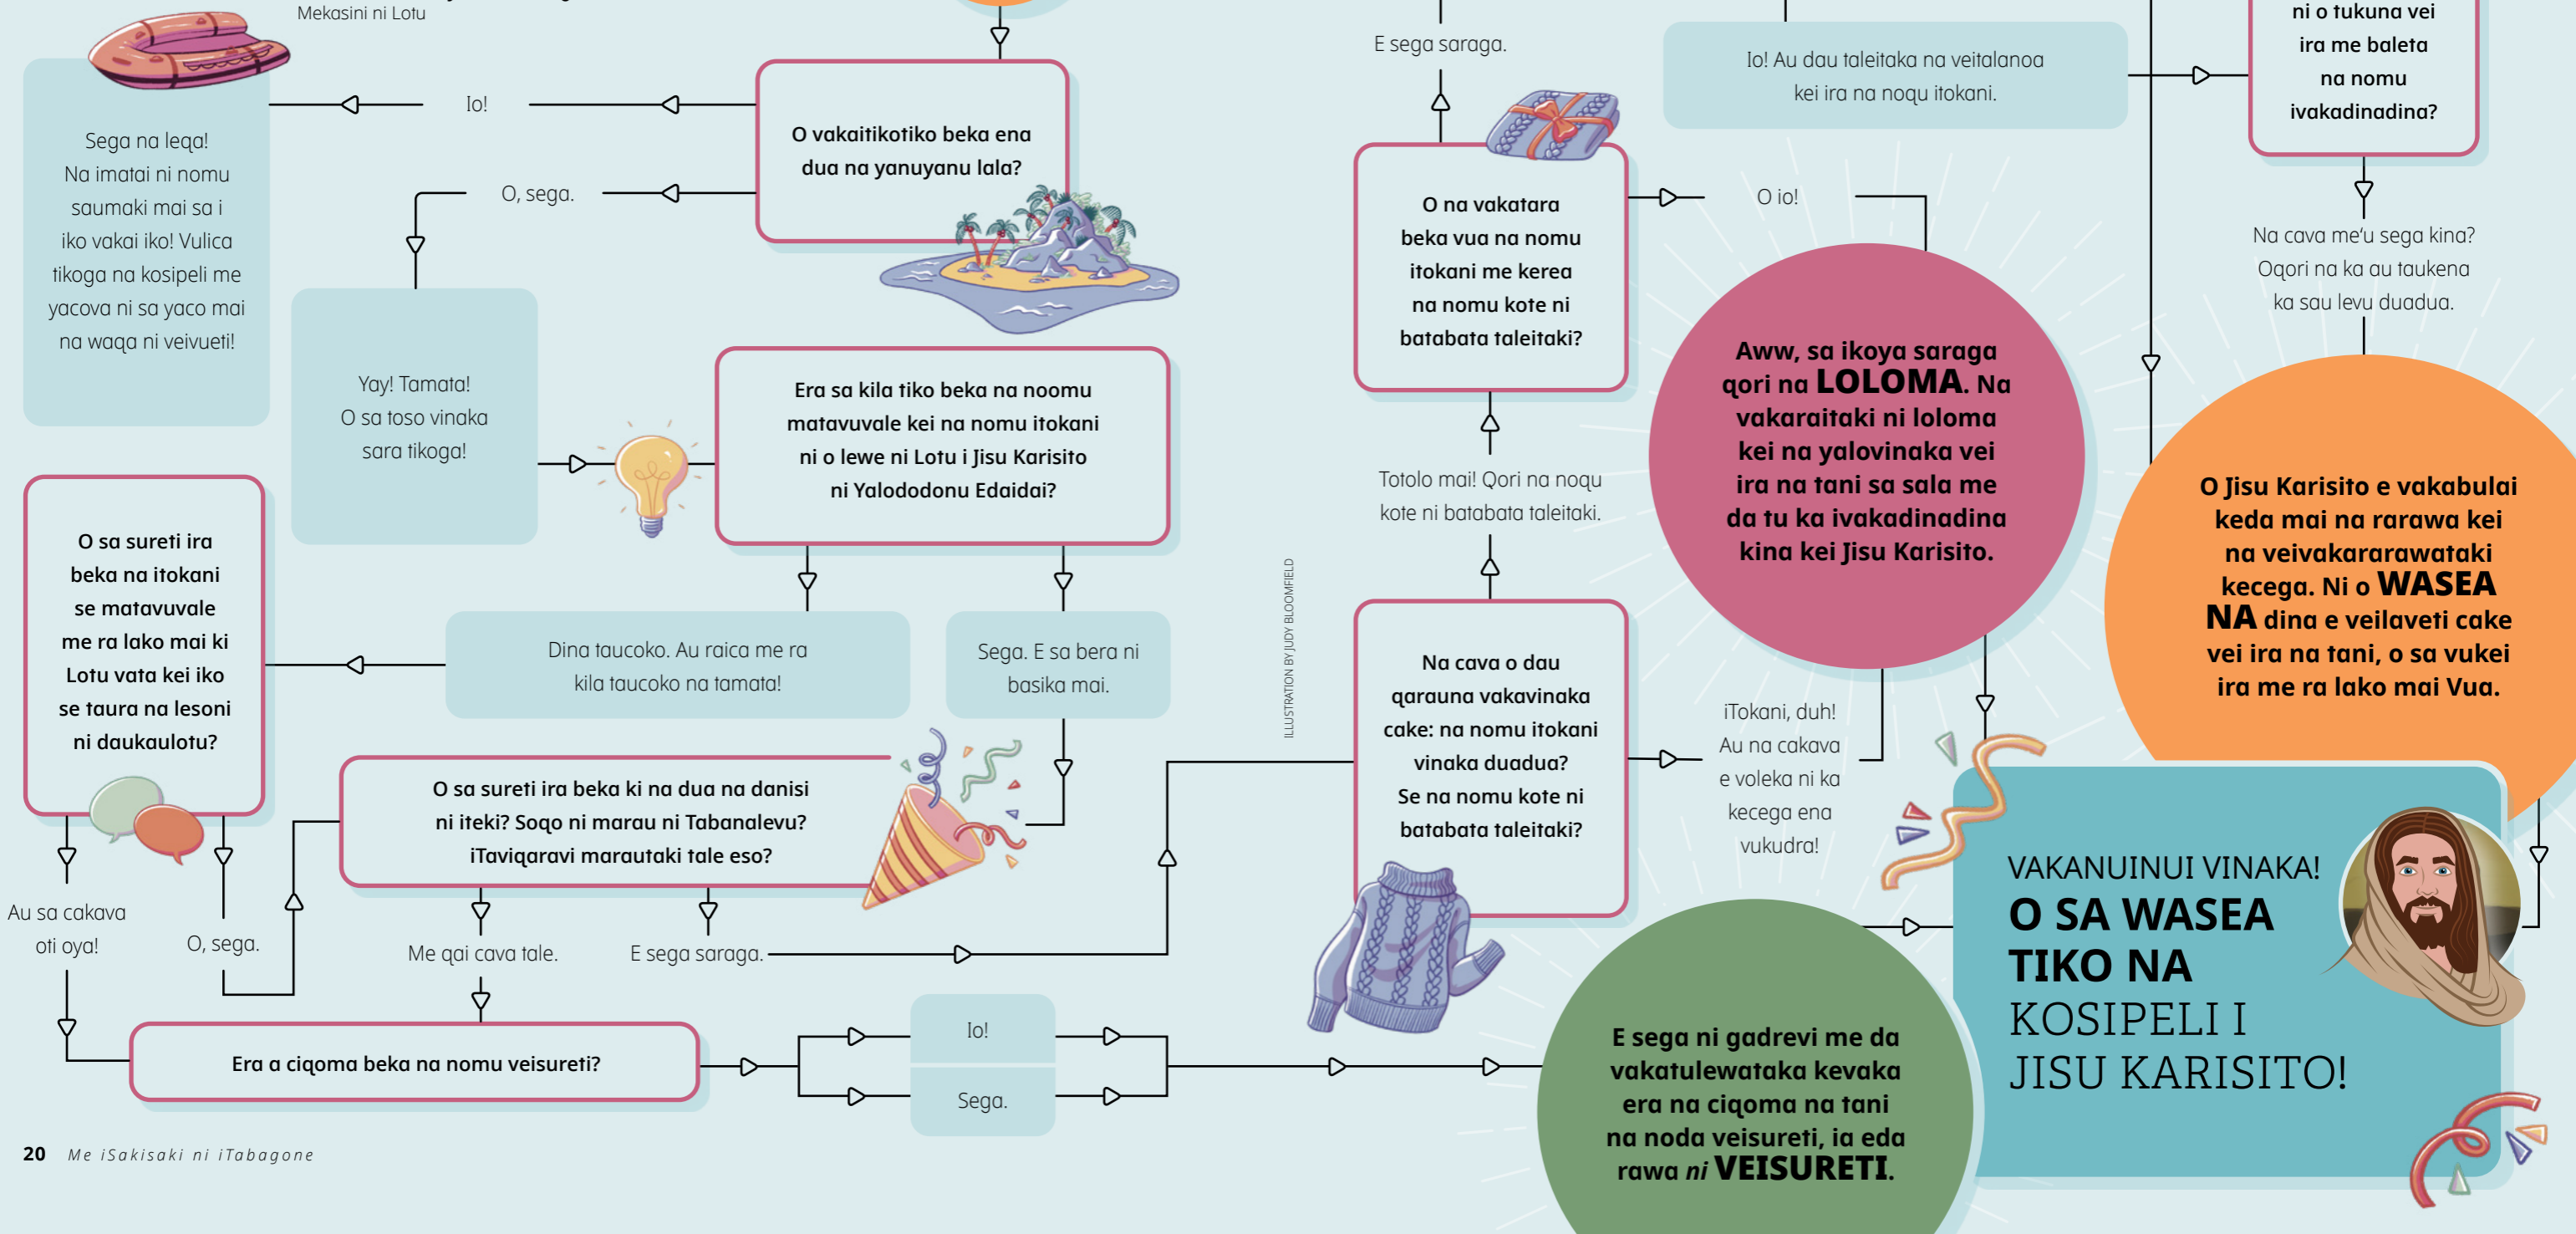 Mekasini ni Lotu
O vakaitikotiko beka ena
dua na yanuyanu lala?
Io!
O, sega.
Sega na leqa!
Na imatai ni nomu
saumaki mai sa i
iko vakai iko! Vulica
tikoga na kosipeli me
yacova ni sa yaco mai
na waqa ni veivueti!
Yay! Tamata!
O sa toso vinaka
sara tikoga!
Era sa kila tiko beka na noomu
matavuvale kei na nomu itokani
ni o lewe ni Lotu i Jisu Karisito
ni Yalododonu Edaidai?
Dina taucoko. Au raica me ra
kila taucoko na tamata!
Sega. E sa bera ni
basika mai.
O sa sureti ira
beka na itokani
se matavuvale
me ra lako mai ki
Lotu vata kei iko
se taura na lesoni
ni daukaulotu?
Au sa cakava
oti oya!
O, sega.
O sa sureti ira beka ki na dua na danisi
ni iteki? Soqo ni marau ni Tabanalevu?
iTaviqaravi marautaki tale eso?
Me qai cava tale.
E sega saraga.
Era a ciqoma beka na nomu veisureti?
Io!
Sega.
20 Me iSakisaki ni iTabagone
ILLUSTRATION BY JUDY BLOOMFIELD
Na cava o dau
qarauna vakavinaka
cake: na nomu itokani
vinaka duadua?
Se na nomu kote ni
batabata taleitaki?
Totolo mai! Qori na noqu
kote ni batabata taleitaki.
O na vakatara
beka vua na nomu
itokani me kerea
na nomu kote ni
batabata taleitaki?
E sega saraga.
O io!
iTokani, duh!
Au na cakava
e voleka ni ka
kecega ena
vukudra!
Aww, sa ikoya saraga
qori na LOLOMA. Na
vakaraitaki ni loloma
kei na yalovinaka vei
ira na tani sa sala me
da tu ka ivakadinadina
kina kei Jisu Karisito.
Io! Au dau taleitaka na veitalanoa
kei ira na noqu itokani.
ni o tukuna vei
ira me baleta
na nomu
ivakadinadina?
Na cava me'u sega kina?
Oqori na ka au taukena
ka sau levu duadua.
O Jisu Karisito e vakabulai
keda mai na rarawa kei
na veivakararawataki
kecega. Ni o WASEA
NA dina e veilaveti cake
vei ira na tani, o sa vukei
ira me ra lako mai Vua.
E sega ni gadrevi me da
vakatulewataka kevaka
era na ciqoma na tani
na noda veisureti, ia eda
rawa ni VEISURETI.
VAKANUINUI VINAKA!
O SA WASEA
TIKO NA
KOSIPELI I
JISU KARISITO!